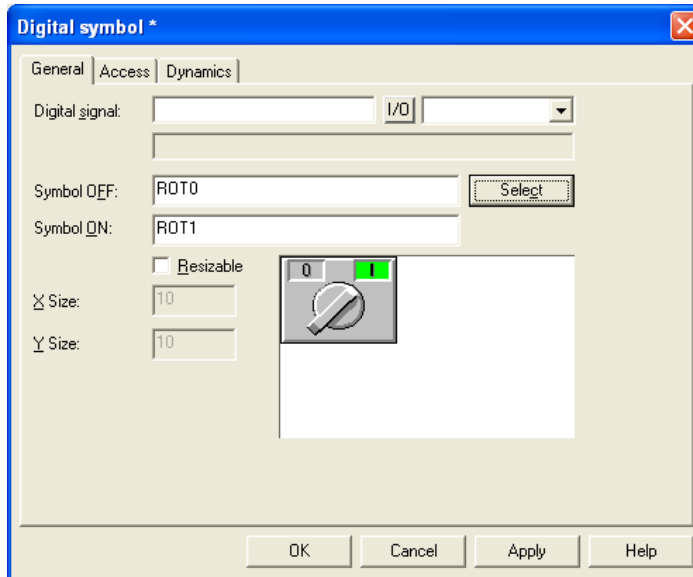 Digital symbol *
General Access Dynamics
Digital signal: I/O
Symbol OFF: ROT0 Select
Symbol ON: ROT1
Resizable
0 I
X Size: 10
Y Size: 10
OK Cancel Apply Help